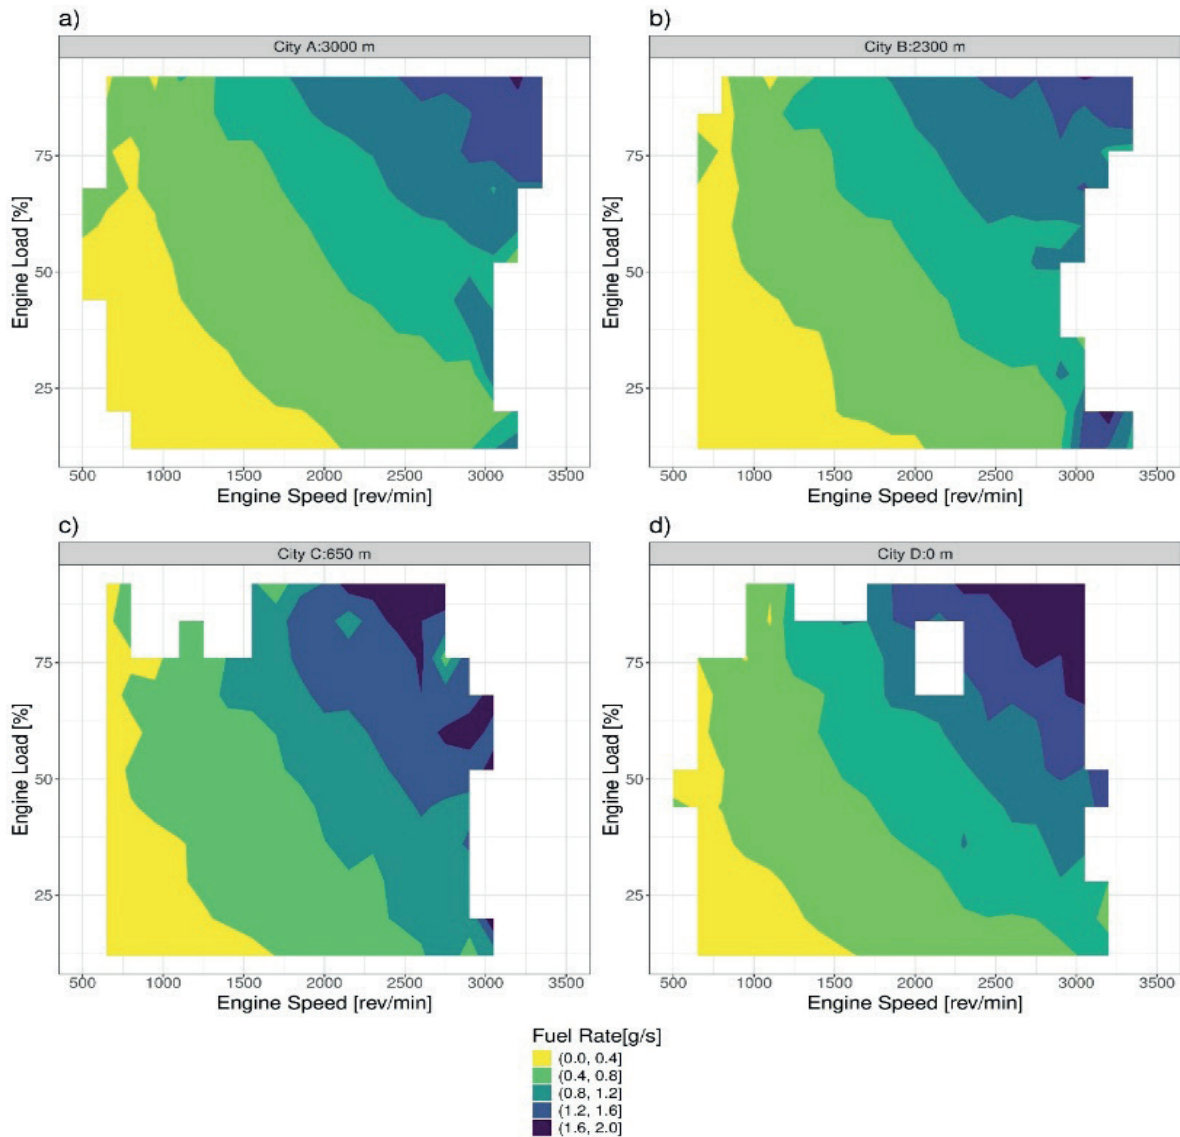 a)
City A:3000 m
Engine Load [%]
75
50
25
500 1000 1500 2000 2500 3000 3500
Engine Speed [rev/min]
b)
City B:2300 m
Engine Load [%]
75
50
25
500 1000 1500 2000 2500 3000 3500
Engine Speed [rev/min]
c)
City C:650 m
Engine Load [%]
75
50
25
500 1000 1500 2000 2500 3000 3500
Engine Speed [rev/min]
d)
City D:0 m
Engine Load [%]
75
50
25
500 1000 1500 2000 2500 3000 3500
Engine Speed [rev/min]
Fuel Rate[g/s]
(0.0, 0.4]
(0.4, 0.8]
(0.8, 1.2]
(1.2, 1.6]
(1.6, 2.0]